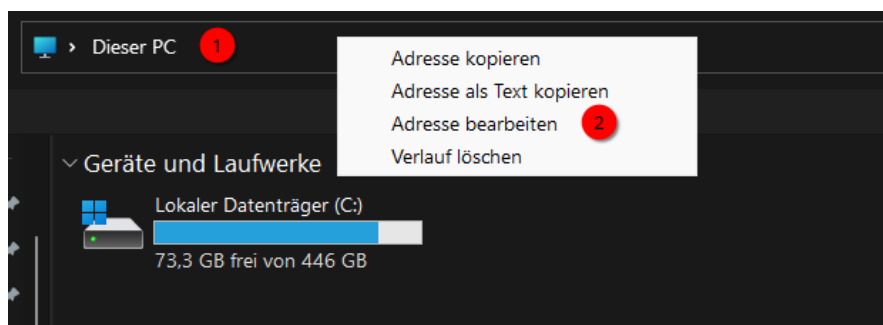 Dieser PC 1
Adresse kopieren
Adresse als Text kopieren
Adresse bearbeiten 2
Verlauf löschen
Geräte und Laufwerke
Lokaler Datenträger (C:)
73,3 GB frei von 446 GB